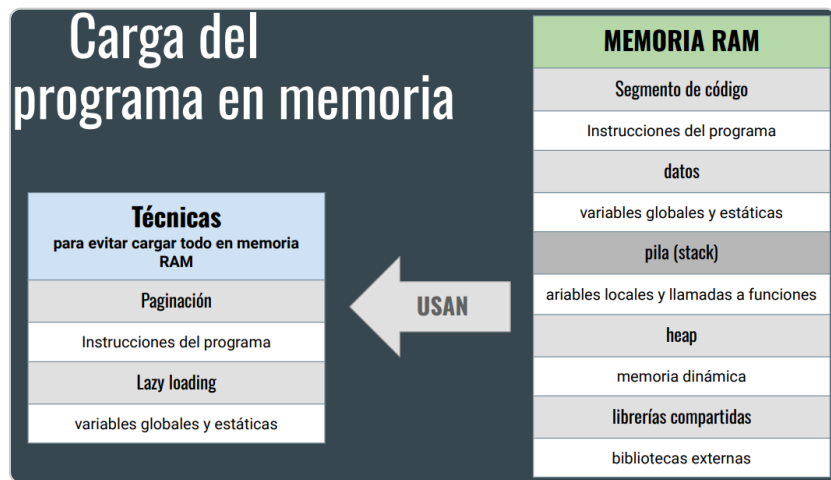 Carga del
programa en memoria
Técnicas
para evitar cargar todo en memoria
RAM
Paginación
Instrucciones del programa
Lazy loading
variables globales y estáticas
USAN
MEMORIA RAM
Segmento de código
Instrucciones del programa
datos
variables globales y estáticas
pila (stack)
ariables locales y llamadas a funciones
heap
memoria dinámica
librerías compartidas
bibliotecas externas